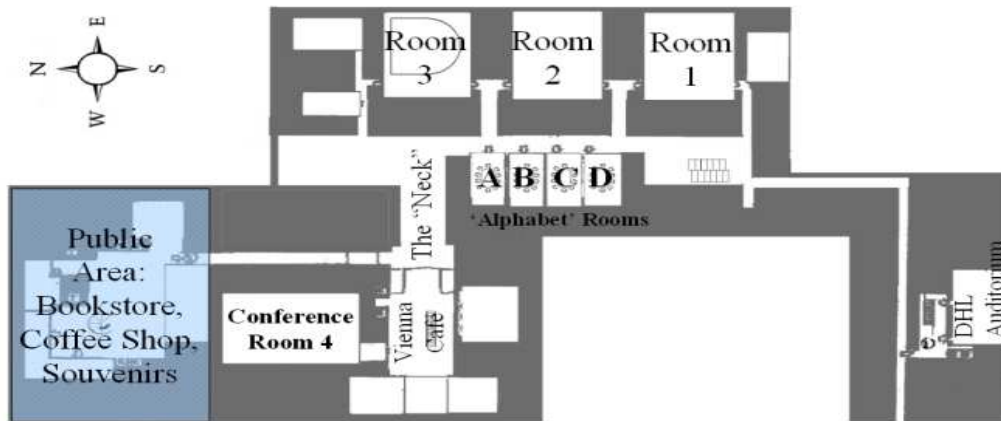 E
N
S
W
Room
3
Room
2
Room
1
The "Neck"
A B C D
'Alphabet' Rooms
Public
Area:
Bookstore,
Coffee Shop,
Souvenirs
Conference
Room 4
Vienna
Café
DHL
Auditorium